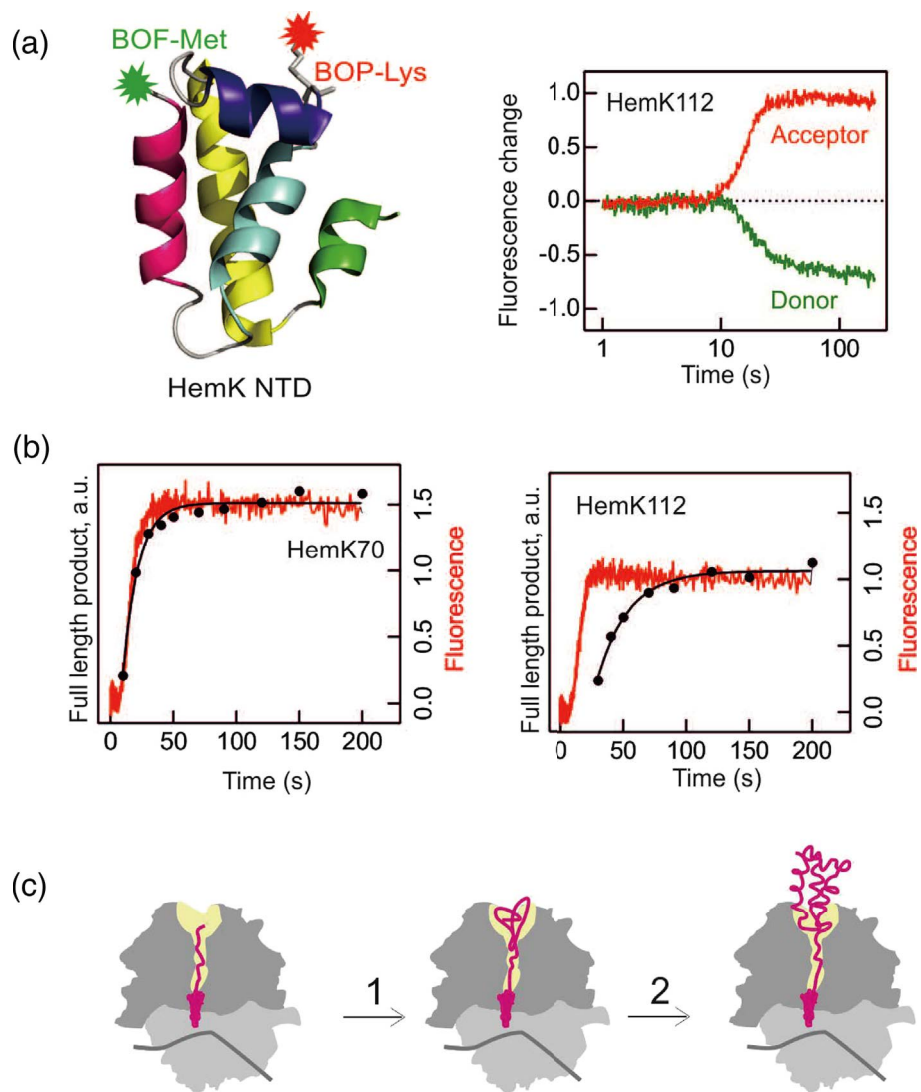 (a)
BOF-Met
BOP-Lys
HemK NTD
Fluorescence change
1.0
0.5
0.0
-0.5
-1.0
HemK112
Acceptor
Donor
1 10 100
Time (s)
(b)
Full length product, a.u.
HemK70
1.5
1.0
0.5
0.0
Fluorescence
0 50 100 150 200
Time (s)
Full length product, a.u.
HemK112
1.5
1.0
0.5
0.0
Fluorescence
0 50 100 150 200
Time (s)
(c)
1
2